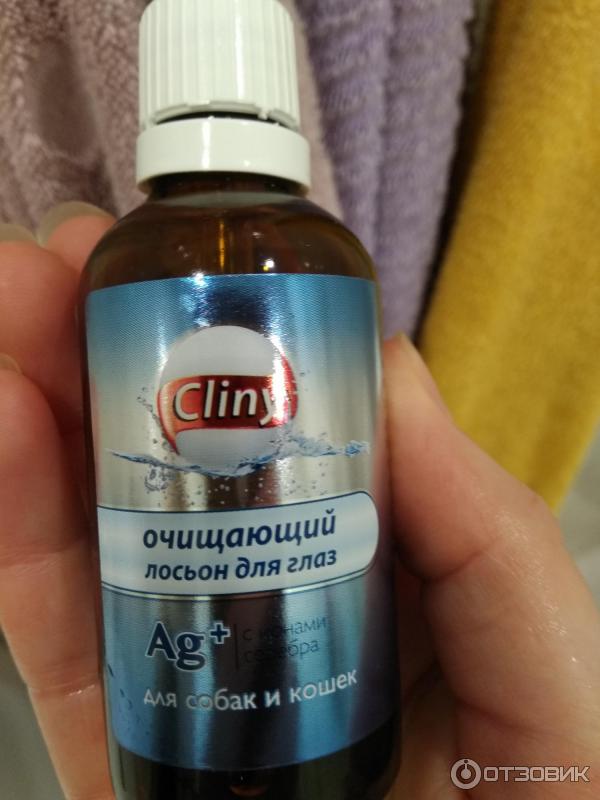 Cliny
очищающий
лосьон для глаз
Ag+ с ионами
серебра
для собак и кошек
ОТЗОВИК